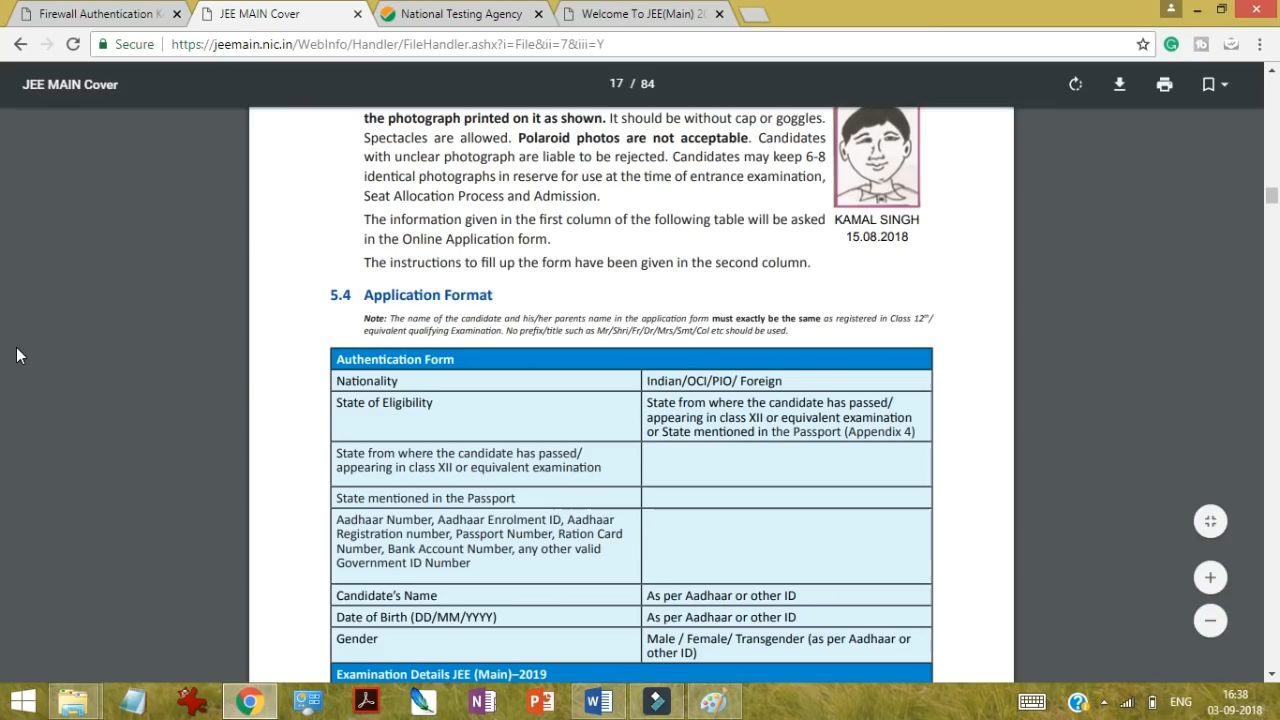 Firewall Authentication K
JEE MAIN Cover
National Testing Agency
Welcome To JEE(Main) 20
Secure
https://jeemain.nic.in/WebInfo/Handler/FileHandler.ashx?i=File&ii=7&iii=Y
JEE MAIN Cover
17 / 84
the photograph printed on it as shown. It should be without cap or goggles.
Spectacles are allowed. Polaroid photos are not acceptable. Candidates
with unclear photograph are liable to be rejected. Candidates may keep 6-8
identical photographs in reserve for use at the time of entrance examination,
Seat Allocation Process and Admission.
KAMAL SINGH
15.08.2018
The information given in the first column of the following table will be asked
in the Online Application form.
The instructions to fill up the form have been given in the second column.
5.4 Application Format
Note: The name of the candidate and his/her parents name in the application form must exactly be the same as registered in Class 12th/
equivalent qualifying Examination. No prefix/title such as Mr/Shri/Fr/Dr/Mrs/Smt/Col etc should be used.
Authentication Form
Nationality
Indian/OCI/PIO/ Foreign
State of Eligibility
State from where the candidate has passed/
appearing in class XII or equivalent examination
or State mentioned in the Passport (Appendix 4)
State from where the candidate has passed/
appearing in class XII or equivalent examination
State mentioned in the Passport
Aadhaar Number, Aadhaar Enrolment ID, Aadhaar
Registration number, Passport Number, Ration Card
Number, Bank Account Number, any other valid
Government ID Number
Candidate's Name
As per Aadhaar or other ID
Date of Birth (DD/MM/YYYY)
As per Aadhaar or other ID
Gender
Male / Female/ Transgender (as per Aadhaar or
other ID)
Examination Details JEE (Main)–2019
ENG
16:38
03-09-2018